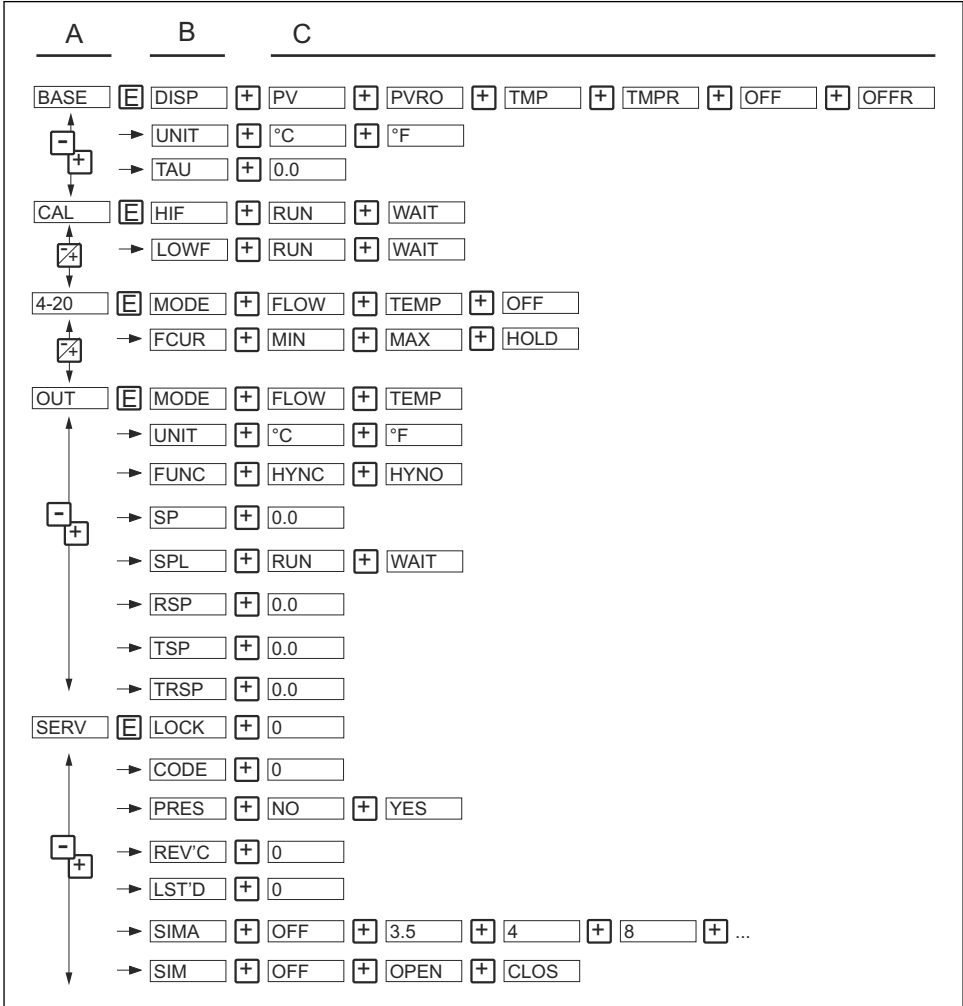 A B C
BASE E DISP + PV + PVRO + TMP + TMPR + OFF + OFFR
- + UNIT + °C + °F
TAU + 0.0
CAL E HIF + RUN + WAIT
-/+ LOWF + RUN + WAIT
4-20 E MODE + FLOW + TEMP + OFF
-/+ FCUR + MIN + MAX + HOLD
OUT E MODE + FLOW + TEMP
UNIT + °C + °F
FUNC + HYNC + HYNO
- + SP + 0.0
SPL + RUN + WAIT
RSP + 0.0
TSP + 0.0
TRSP + 0.0
SERV E LOCK + 0
CODE + 0
PRES + NO + YES
- + REV'C + 0
LST'D + 0
SIMA + OFF + 3.5 + 4 + 8 + ...
SIM + OFF + OPEN + CLOS